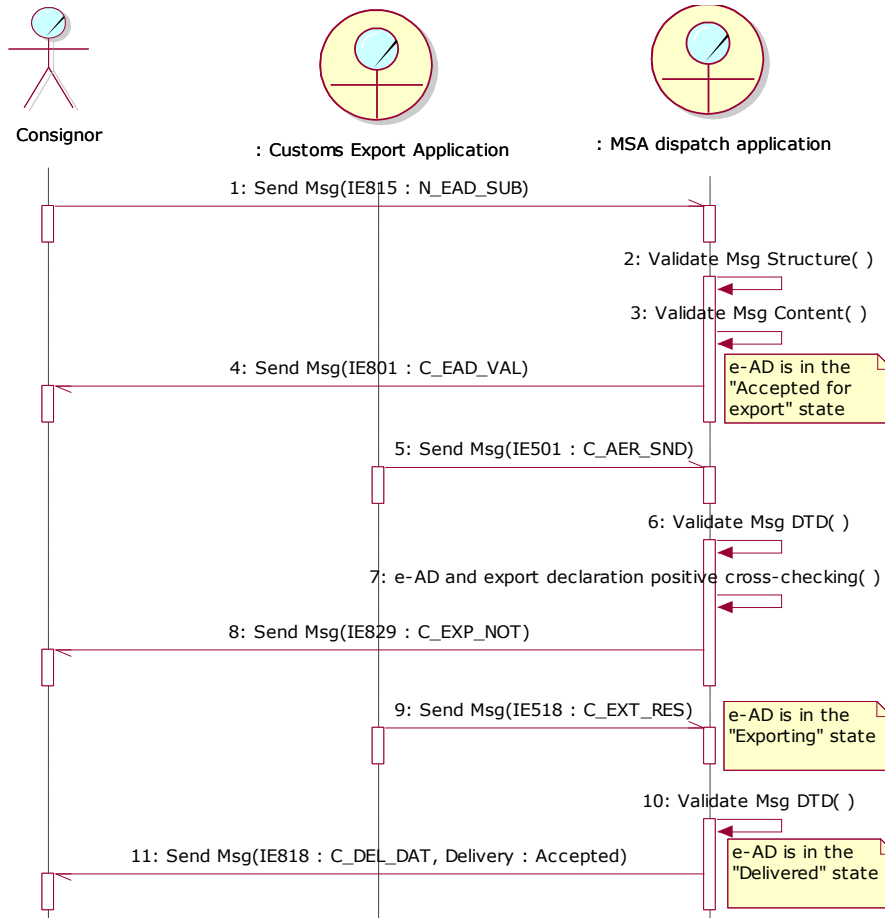 Consignor
: Customs Export Application
: MSA dispatch application
1: Send Msg(IE815 : N_EAD_SUB)
2: Validate Msg Structure( )
3: Validate Msg Content( )
4: Send Msg(IE801 : C_EAD_VAL)
e-AD is in the
"Accepted for
export" state
5: Send Msg(IE501 : C_AER_SND)
6: Validate Msg DTD( )
7: e-AD and export declaration positive cross-checking( )
8: Send Msg(IE829 : C_EXP_NOT)
9: Send Msg(IE518 : C_EXT_RES)
e-AD is in the
"Exporting" state
10: Validate Msg DTD( )
11: Send Msg(IE818 : C_DEL_DAT, Delivery : Accepted)
e-AD is in the
"Delivered" state